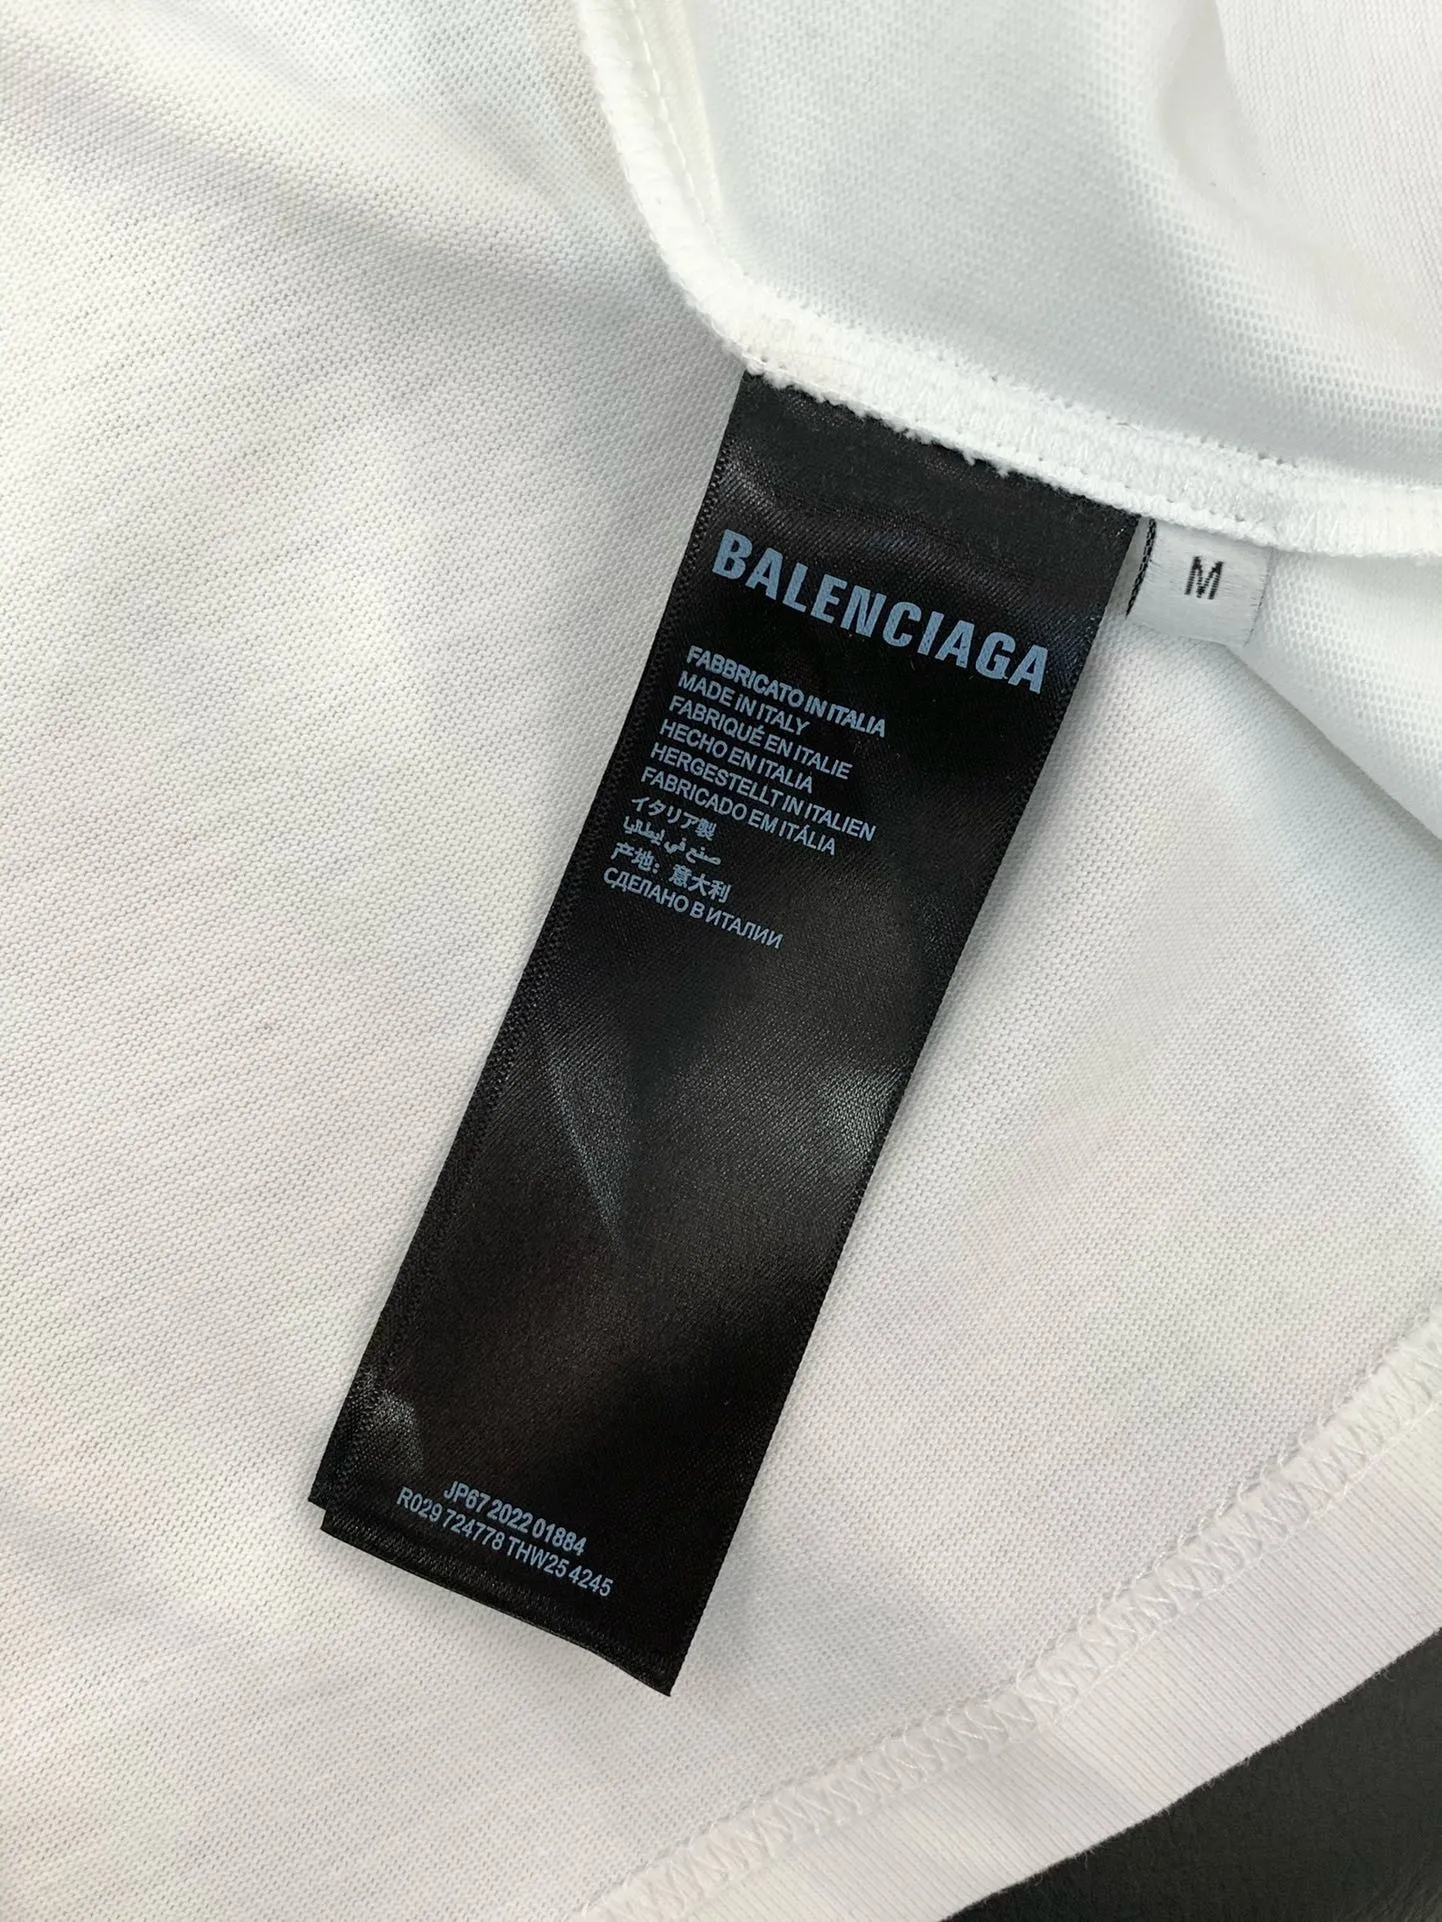 BALENCIAGA
M
FABBRICATO IN ITALIA
MADE IN ITALY
FABRIQUÉ EN ITALIE
HECHO EN ITALIA
HERGESTELLT IN ITALIEN
FABRICADO EM ITÁLIA
イタリア製
صنع في إيطاليا
产地：意大利
СДЕЛАНО В ИТАЛИИ
JP67 2022 01884
R029 724778 THW25 4245